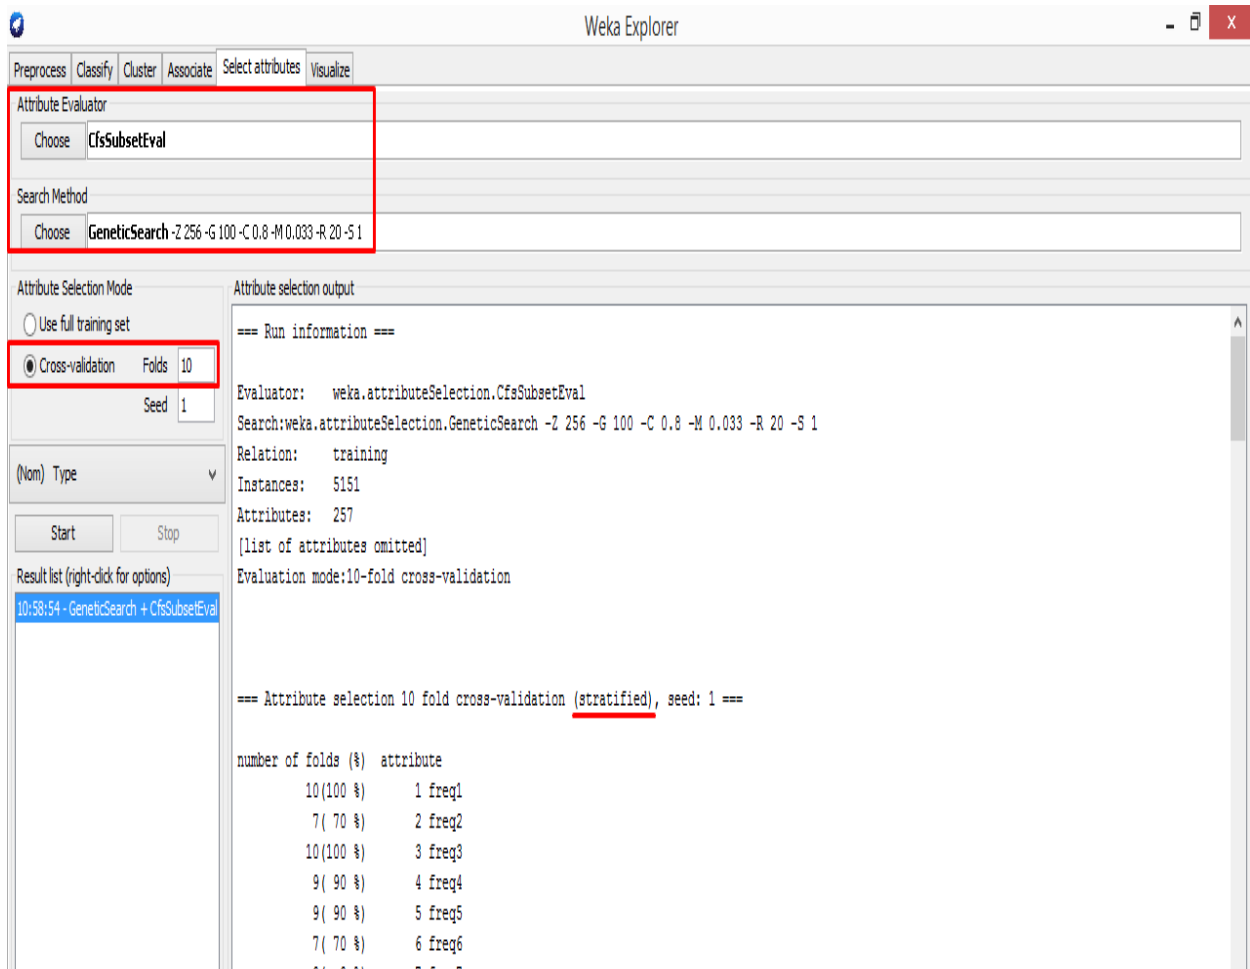 Weka Explorer
X
Preprocess Classify Cluster Associate Select attributes Visualize
Attribute Evaluator
Choose CfsSubsetEval
Search Method
Choose GeneticSearch -Z 256 -G 100 -C 0.8 -M 0.033 -R 20 -S 1
Attribute Selection Mode
Use full training set
Cross-validation Folds 10
Seed 1
(Nom) Type
Start Stop
Result list (right-click for options)
10:58:54 - GeneticSearch + CfsSubsetEval
Attribute selection output
=== Run information ===
Evaluator: weka.attributeSelection.CfsSubsetEval
Search:weka.attributeSelection.GeneticSearch -Z 256 -G 100 -C 0.8 -M 0.033 -R 20 -S 1
Relation: training
Instances: 5151
Attributes: 257
[list of attributes omitted]
Evaluation mode:10-fold cross-validation
=== Attribute selection 10 fold cross-validation (stratified), seed: 1 ===
number of folds (%) attribute
10(100 %) 1 freq1
7( 70 %) 2 freq2
10(100 %) 3 freq3
9( 90 %) 4 freq4
9( 90 %) 5 freq5
7( 70 %) 6 freq6